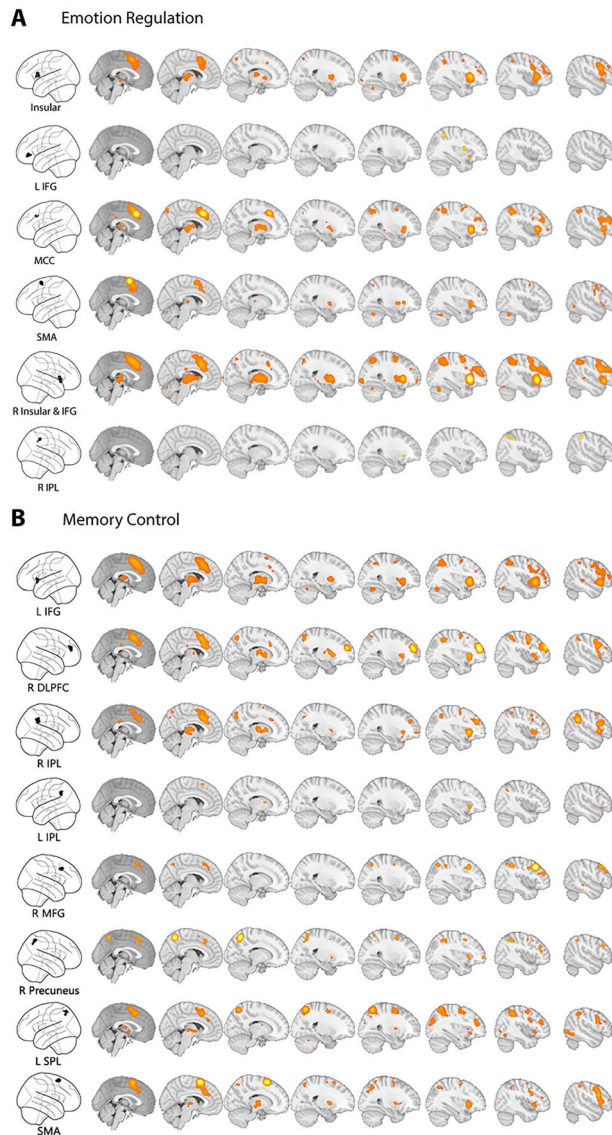 A Emotion Regulation
Insular
L IFG
MCC
SMA
R Insular & IFG
R IPL
B Memory Control
L IFG
R DLPFC
R IPL
L IPL
R MFG
R Precuneus
L SPL
SMA